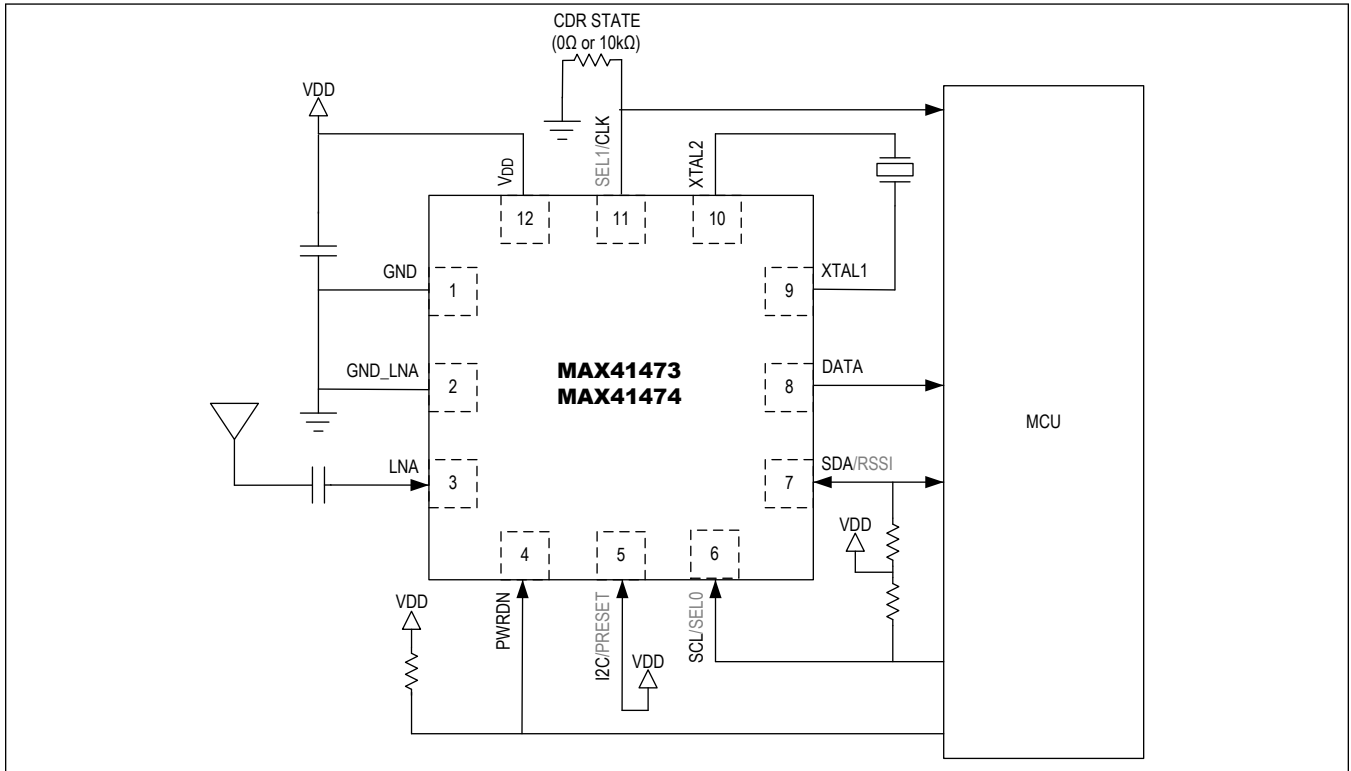 CDR STATE
(0Ω or 10kΩ)
VDD
VDD
SEL1/CLK
XTAL2
12
11
10
GND
1
9
XTAL1
GND_LNA
2
MAX41473
MAX41474
8
DATA
MCU
LNA
3
7
SDA/RSSI
VDD
4
5
6
VDD
PWRDN
I2C/PRESET
VDD
SCL/SEL0